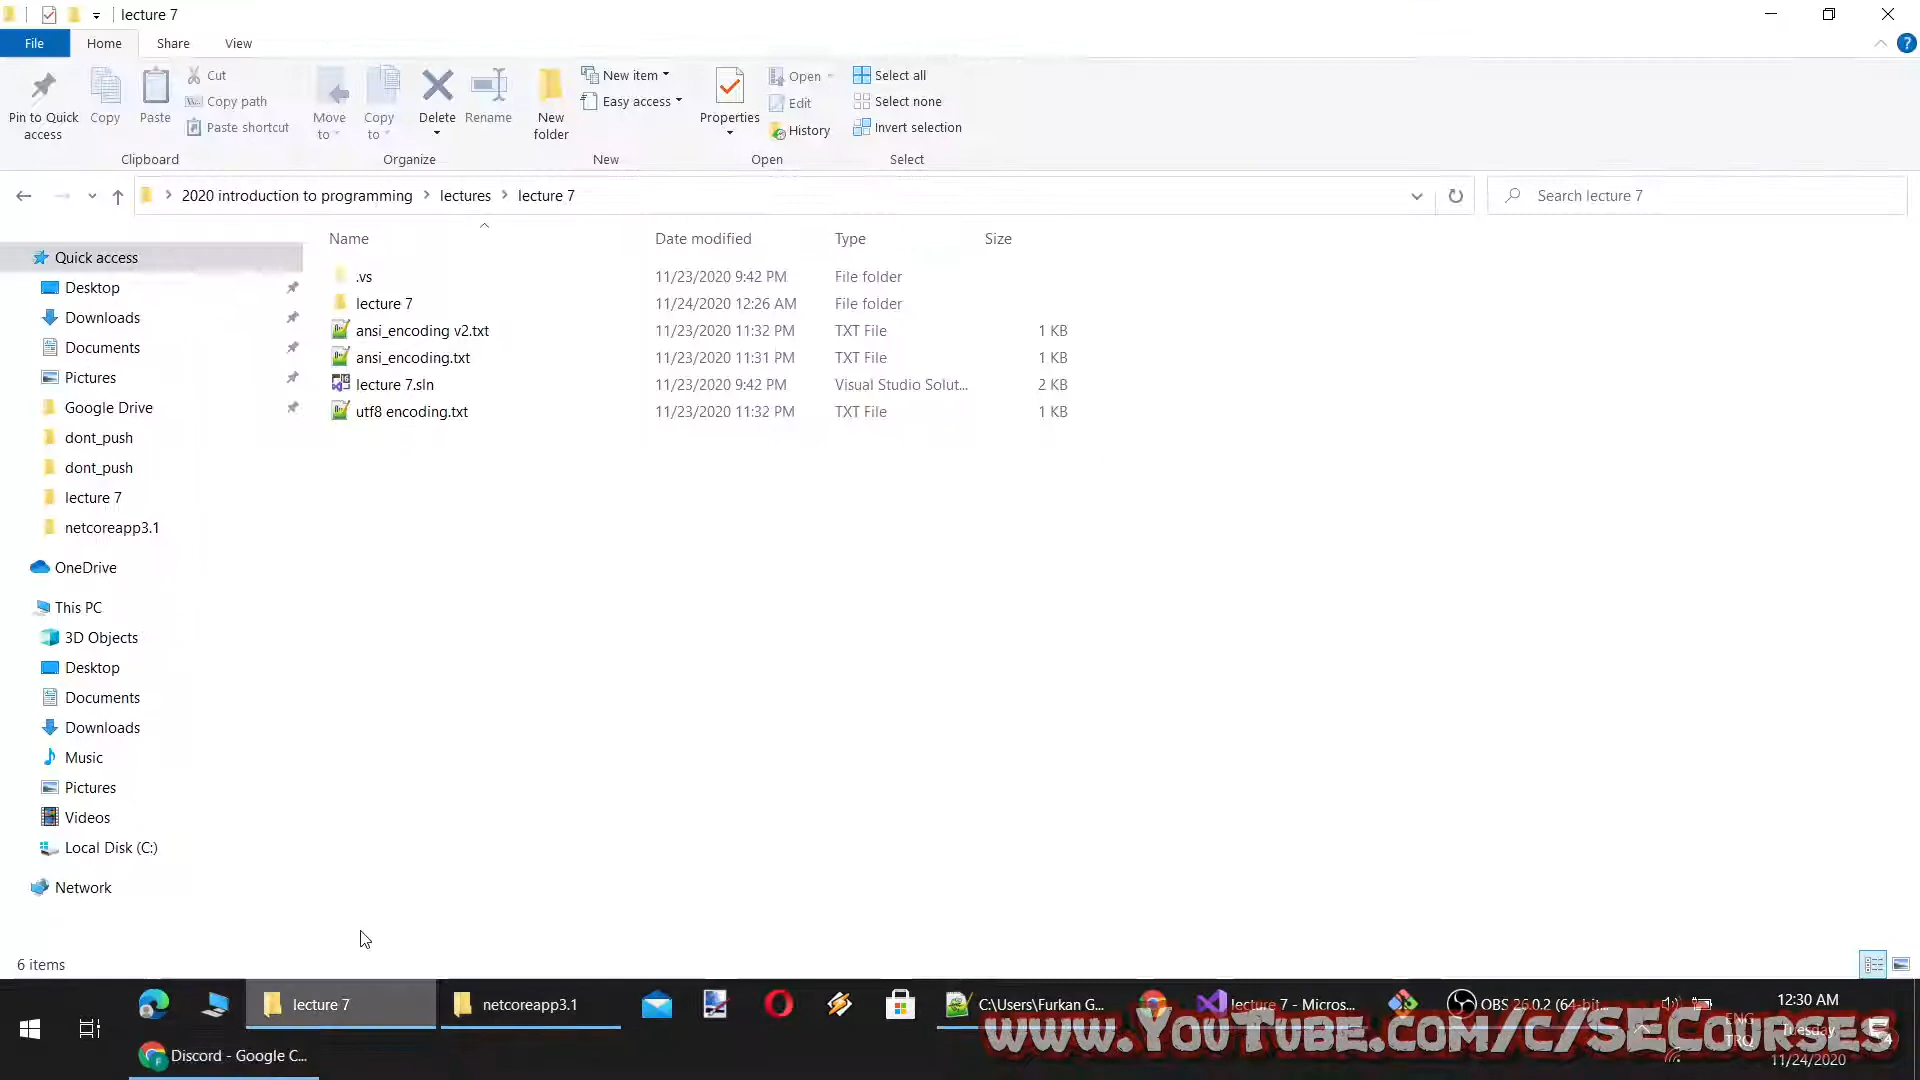 lecture 7
File Home Share View
Pin to Quick access
Copy
Paste
Cut
Copy path
Paste shortcut
Clipboard
Move to
Copy to
Delete
Rename
Organize
New folder
New item
Easy access
New
Properties
Open
Edit
History
Open
Select all
Select none
Invert selection
Select
2020 introduction to programming lectures lecture 7
Search lecture 7
Name Date modified Type Size
.vs 11/23/2020 9:42 PM File folder
lecture 7 11/24/2020 12:26 AM File folder
ansi_encoding v2.txt 11/23/2020 11:32 PM TXT File 1 KB
ansi_encoding.txt 11/23/2020 11:31 PM TXT File 1 KB
lecture 7.sln 11/23/2020 9:42 PM Visual Studio Solut... 2 KB
utf8 encoding.txt 11/23/2020 11:32 PM TXT File 1 KB
Quick access
Desktop
Downloads
Documents
Pictures
Google Drive
dont_push
dont_push
lecture 7
netcoreapp3.1
OneDrive
This PC
3D Objects
Desktop
Documents
Downloads
Music
Pictures
Videos
Local Disk (C:)
Network
6 items
lecture 7
netcoreapp3.1
C:\Users\Furkan G...
lecture 7 - Micros...
OBS 26.0.2 (64-bit...
ENG
TRQ
12:30 AM
Tuesday
11/24/2020
Discord - Google C...
www.YouTube.com/c/SECourses